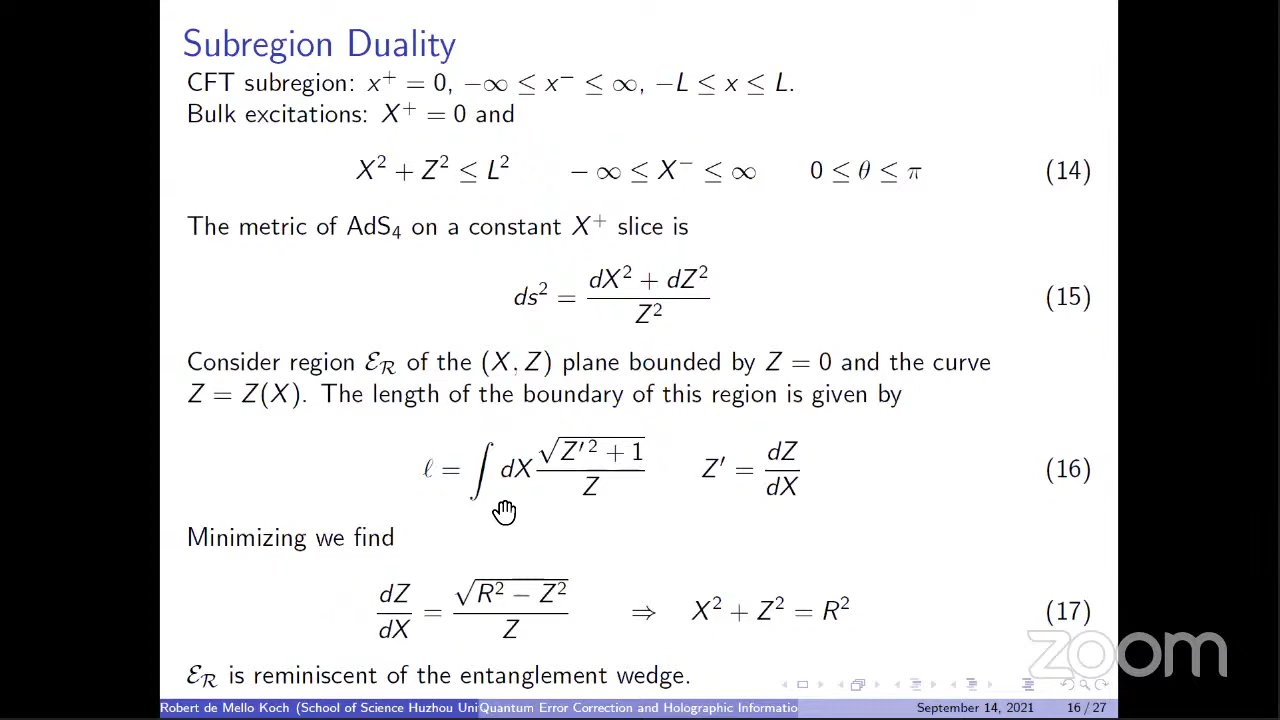 Subregion Duality
CFT subregion: x⁺ = 0, −∞ ≤ x⁻ ≤ ∞, −L ≤ x ≤ L.
Bulk excitations: X⁺ = 0 and
X² + Z² ≤ L²   − ∞ ≤ X⁻ ≤ ∞   0 ≤ θ ≤ π   (14)
The metric of AdS₄ on a constant X⁺ slice is
ds² = (dX² + dZ²)/Z²   (15)
Consider region ℰ_ℛ of the (X, Z) plane bounded by Z = 0 and the curve
Z = Z(X). The length of the boundary of this region is given by
ℓ = ∫ dX √(Z′² + 1)/Z   Z′ = dZ/dX   (16)
Minimizing we find
dZ/dX = √(R² − Z²)/Z   ⇒   X² + Z² = R²   (17)
ℰ_ℛ is reminiscent of the entanglement wedge.
zoom
Robert de Mello Koch (School of Science Huzhou Uni Quantum Error Correction and Holographic Informatio September 14, 2021 16 / 27